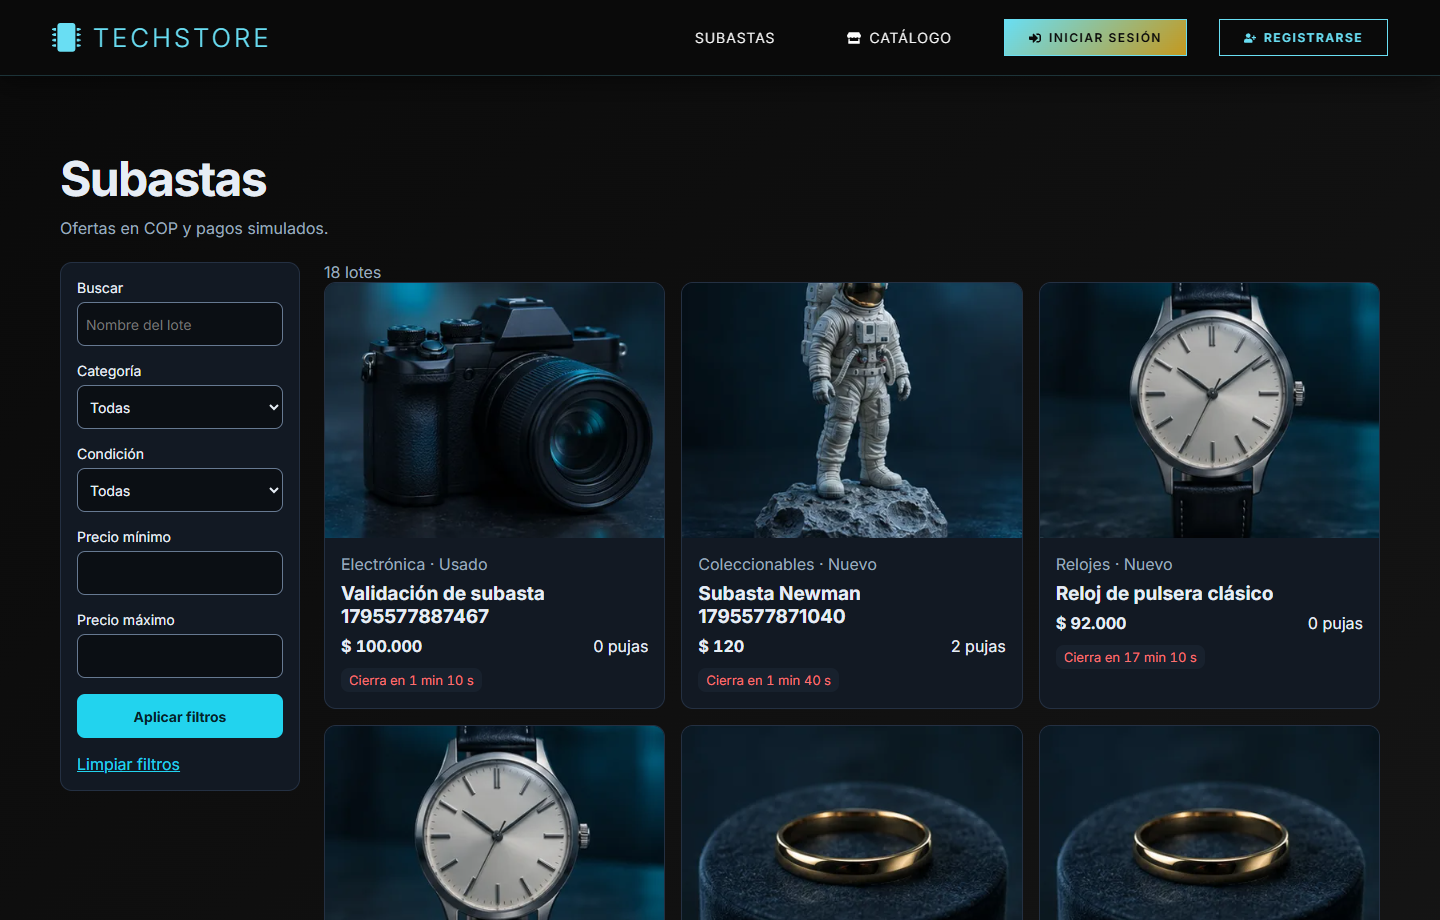 TECHSTORE
SUBASTAS
CATÁLOGO
INICIAR SESIÓN
REGISTRARSE
Subastas
Ofertas en COP y pagos simulados.
Buscar
Nombre del lote
Categoría
Todas
Condición
Todas
Precio mínimo
Precio máximo
Aplicar filtros
Limpiar filtros
18 lotes
Electrónica · Usado
Validación de subasta
1795577887467
$ 100.000
0 pujas
Cierra en 1 min 10 s
Coleccionables · Nuevo
Subasta Newman
1795577871040
$ 120
2 pujas
Cierra en 1 min 40 s
Relojes · Nuevo
Reloj de pulsera clásico
$ 92.000
0 pujas
Cierra en 17 min 10 s